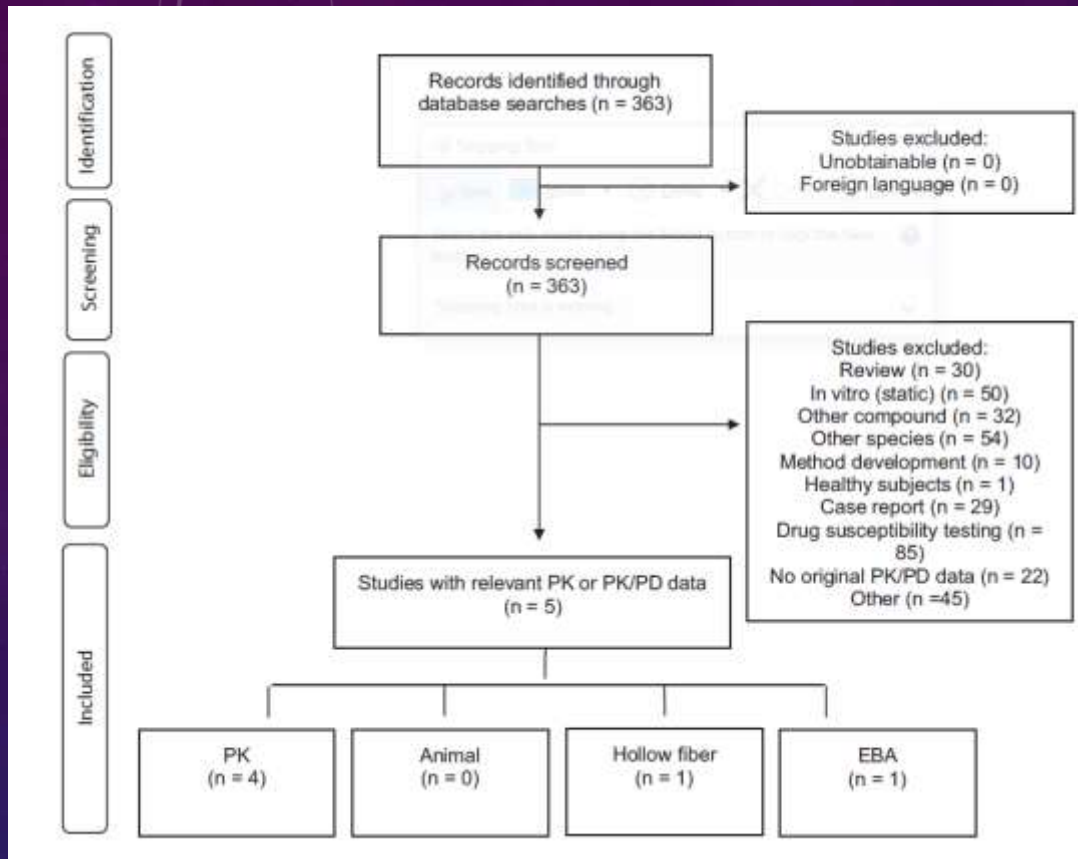 Identification
Records identified through
database searches (n = 363)
Studies excluded:
Unobtainable (n = 0)
Foreign language (n = 0)
Screening
Records screened
(n = 363)
Eligibility
Studies excluded:
Review (n = 30)
In vitro (static) (n = 50)
Other compound (n = 32)
Other species (n = 54)
Method development (n = 10)
Healthy subjects (n = 1)
Case report (n = 29)
Drug susceptibility testing (n =
85)
No original PK/PD data (n = 22)
Other (n =45)
Included
Studies with relevant PK or PK/PD data
(n = 5)
PK
(n = 4)
Animal
(n = 0)
Hollow fiber
(n = 1)
EBA
(n = 1)